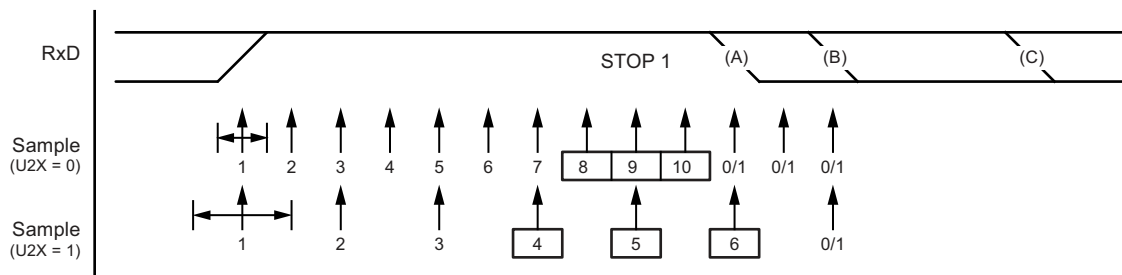 RxD STOP 1 (A) (B) (C)
Sample
(U2X = 0)
1 2 3 4 5 6 7 8 9 10 0/1 0/1 0/1
Sample
(U2X = 1)
1 2 3 4 5 6 0/1